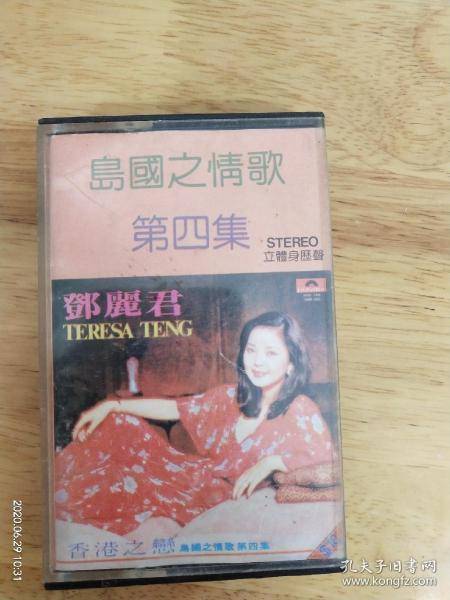 島國之情歌
第四集
STEREO
立體身歷聲
鄧麗君
TERESA TENG
香港之戀
島國之情歌第四集
2020.06.29 10:31
孔夫子旧书网
https://www.kongfz.com